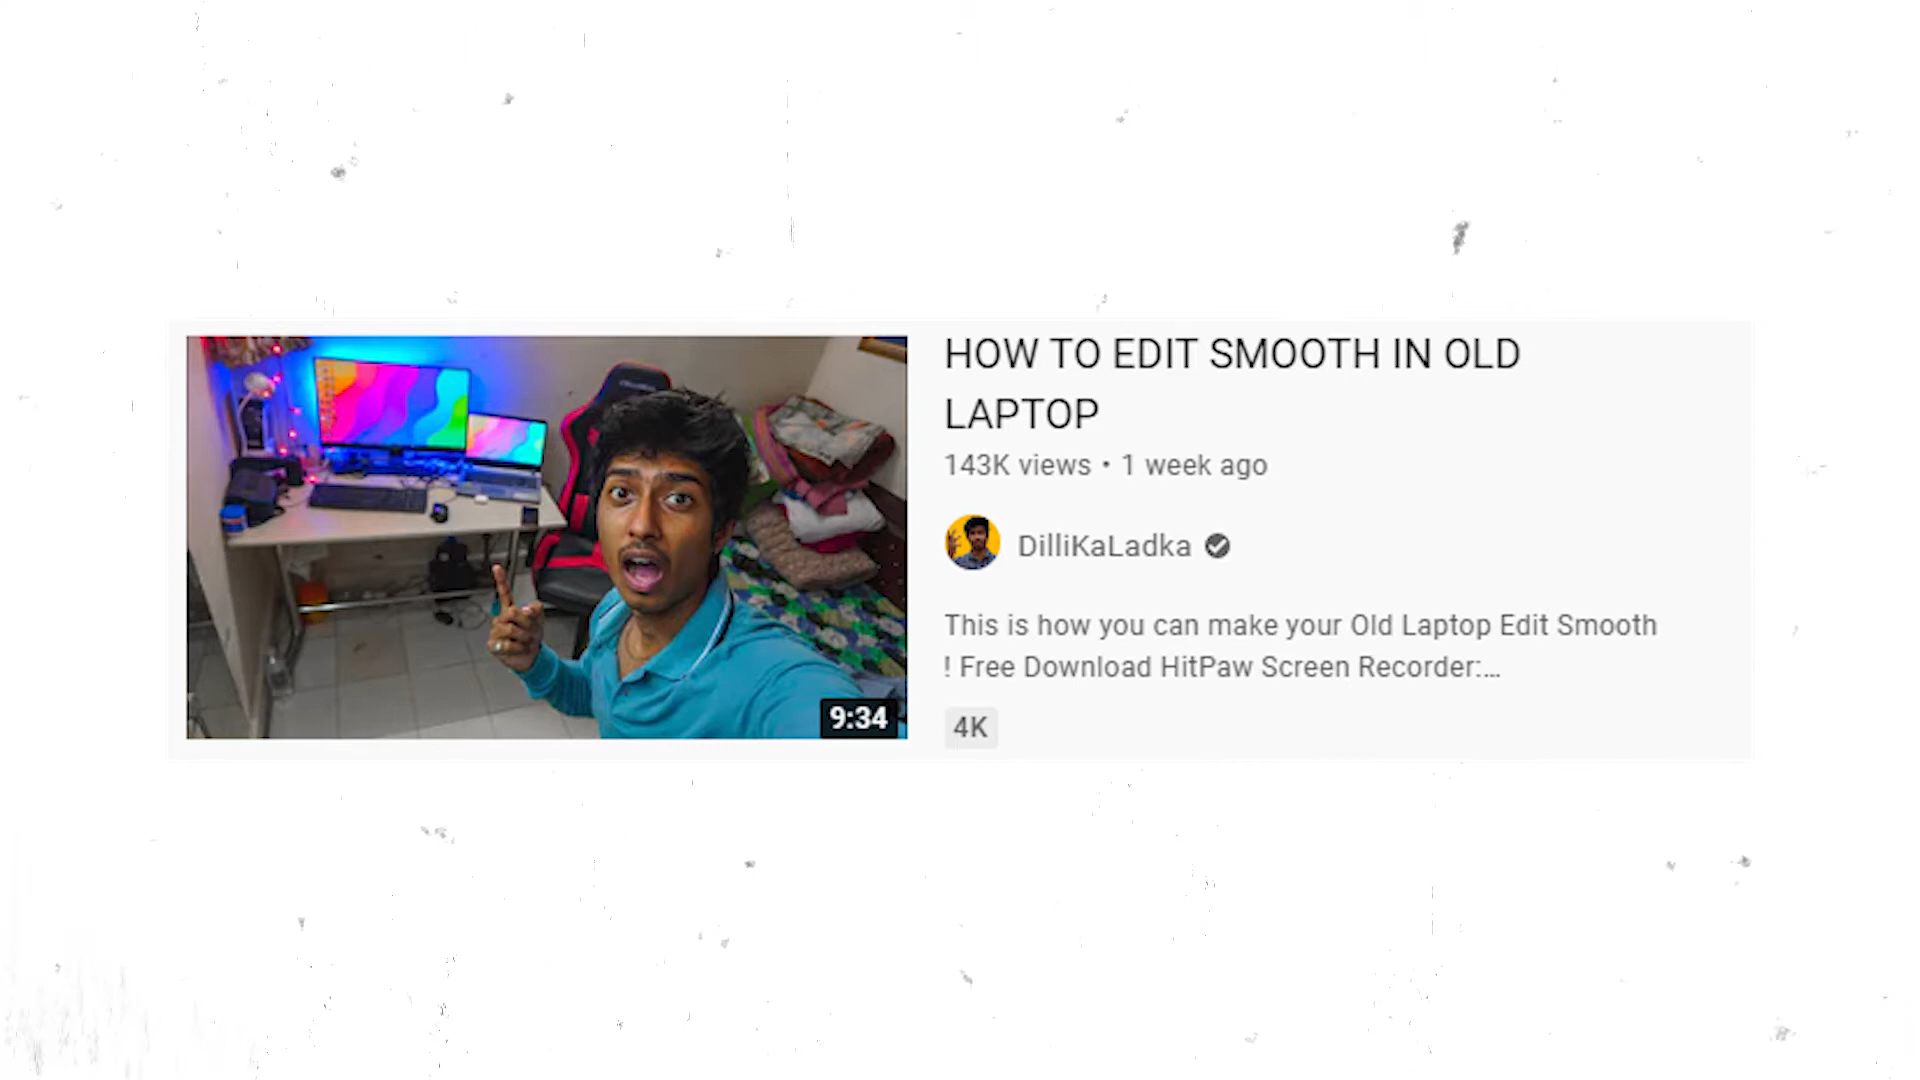 HOW TO EDIT SMOOTH IN OLD
LAPTOP
143K views • 1 week ago
DilliKaLadka
This is how you can make your Old Laptop Edit Smooth
! Free Download HitPaw Screen Recorder:...
4K
9:34